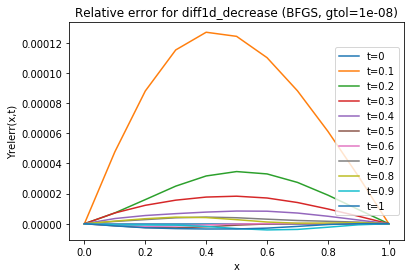 Relative error for diff1d_decrease (BFGS, gtol=1e-08)
Yrelerr(x,t)
0.00012
0.00010
0.00008
0.00006
0.00004
0.00002
0.00000
t=0
t=0.1
t=0.2
t=0.3
t=0.4
t=0.5
t=0.6
t=0.7
t=0.8
t=0.9
t=1
0.0 0.2 0.4 0.6 0.8 1.0
x